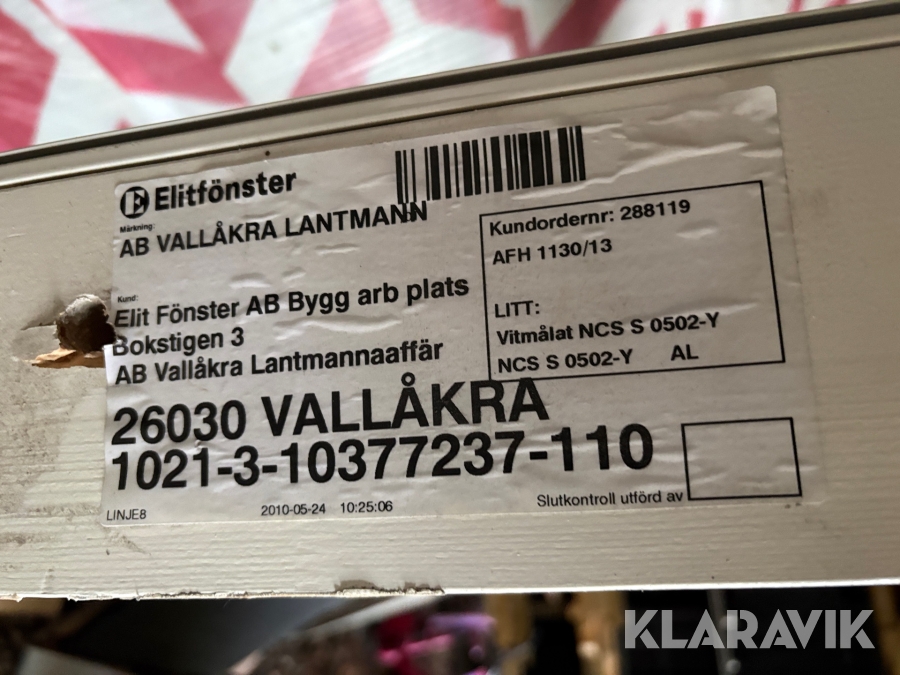 Elitfönster
Märkning:
AB VALLÅKRA LANTMANN
Kundordernr: 288119
AFH 1130/13
LITT:
Vitmålat NCS S 0502-Y
NCS S 0502-Y AL
Kund:
Elit Fönster AB Bygg arb plats
Bokstigen 3
AB Vallåkra Lantmannaaffär
26030 VALLÅKRA
1021-3-10377237-110
LINJE8 2010-05-24 10:25:06
Slutkontroll utförd av
KLARAVIK